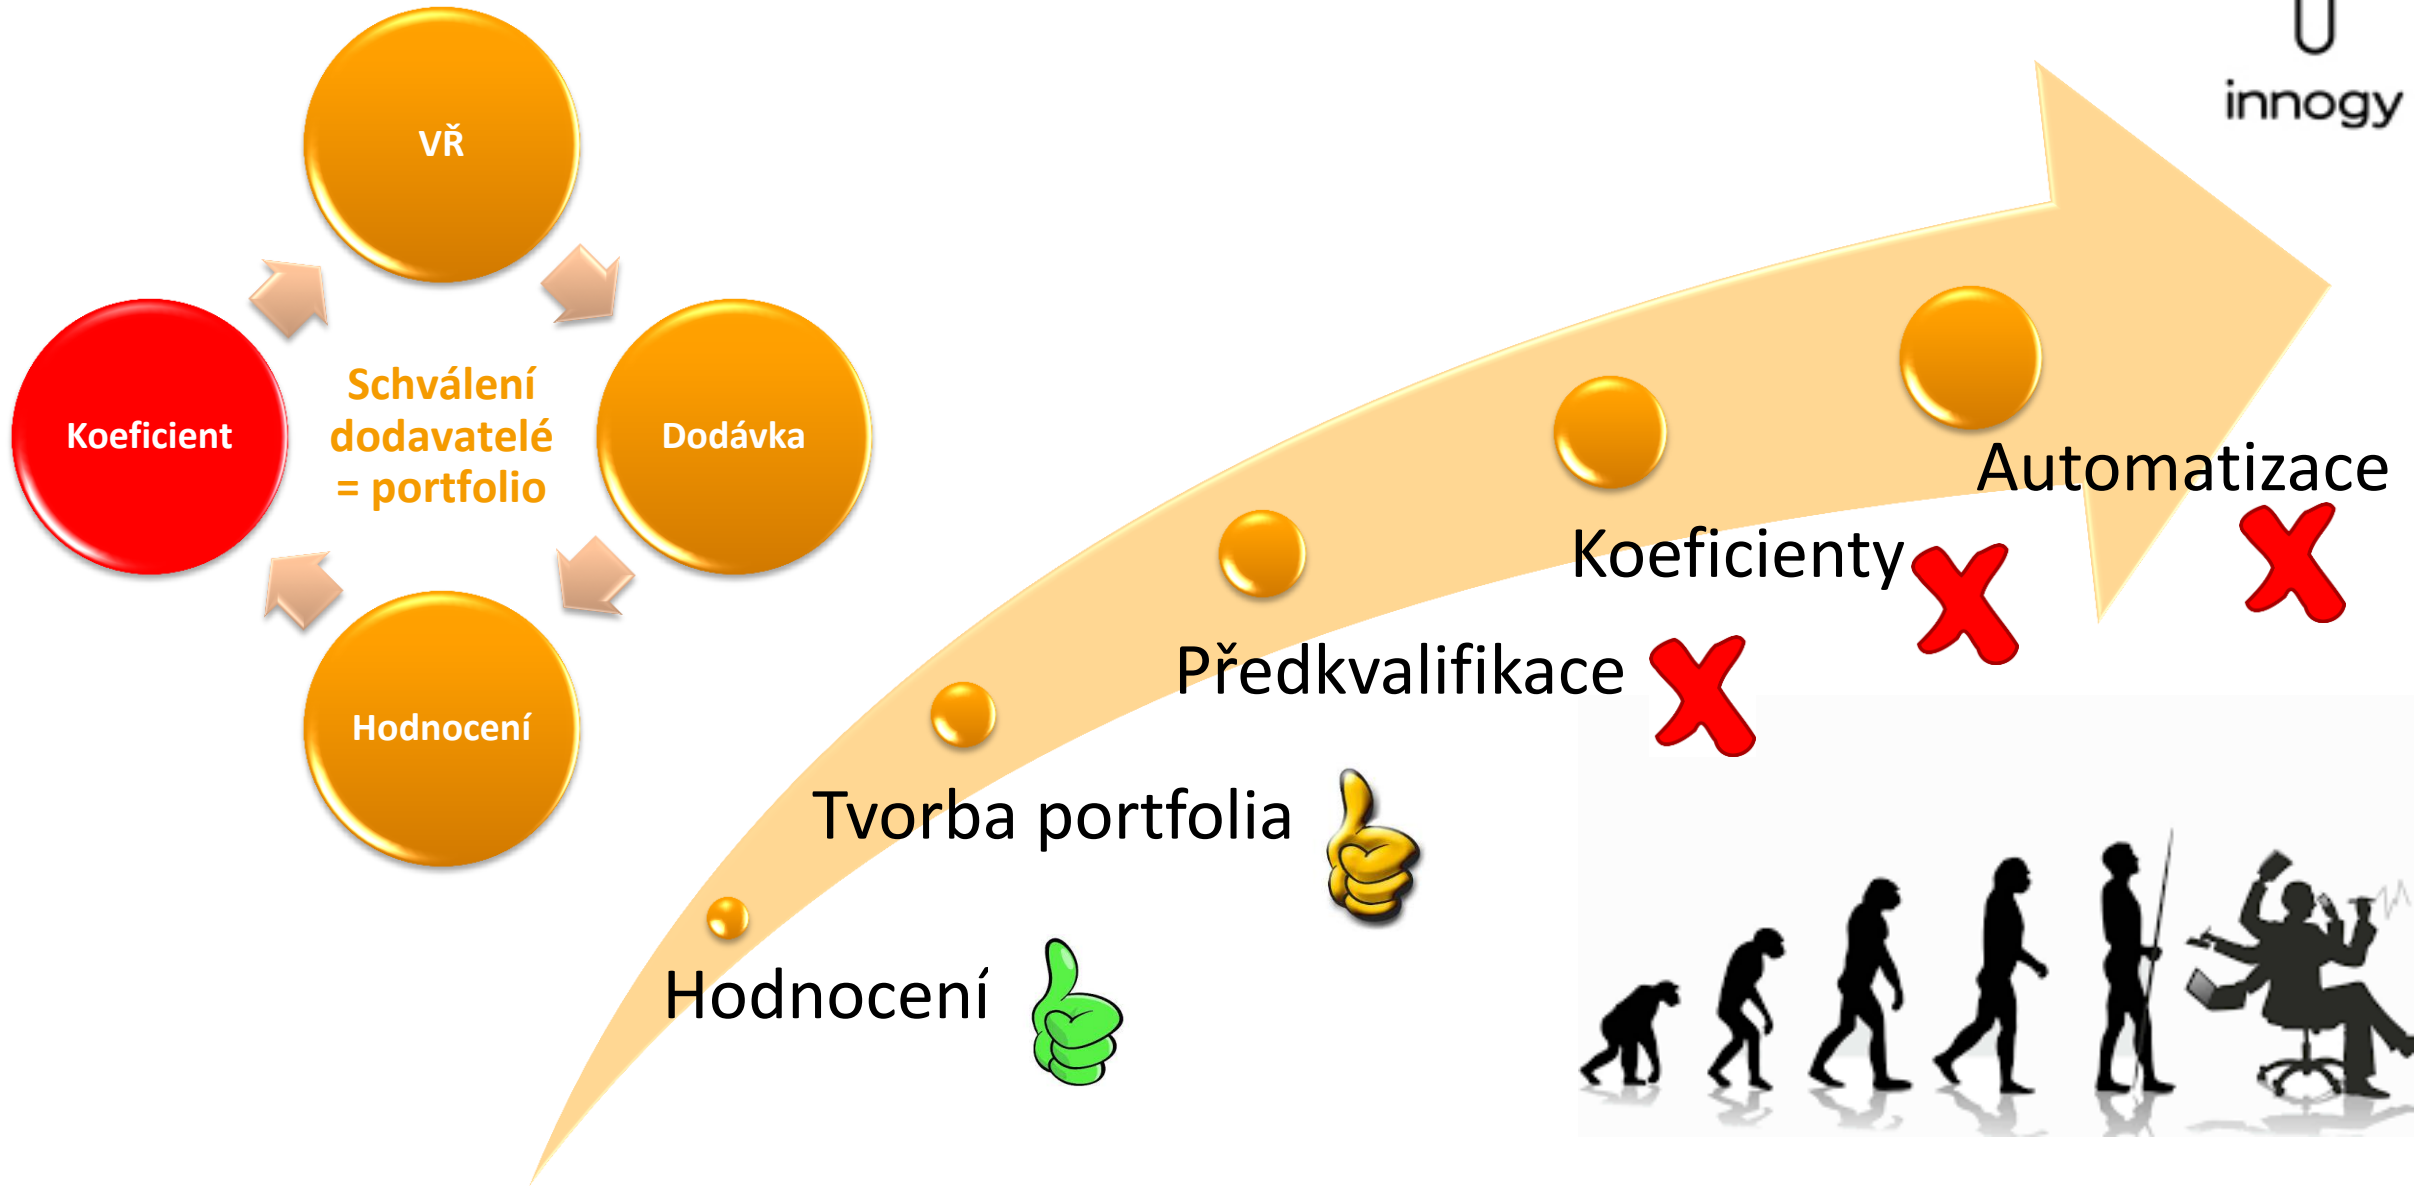 innogy
VŘ
Koeficient
Schválení
dodavatelé
= portfolio
Dodávka
Hodnocení
Automatizace
Koeficienty
Předkvalifikace
Tvorba portfolia
Hodnocení